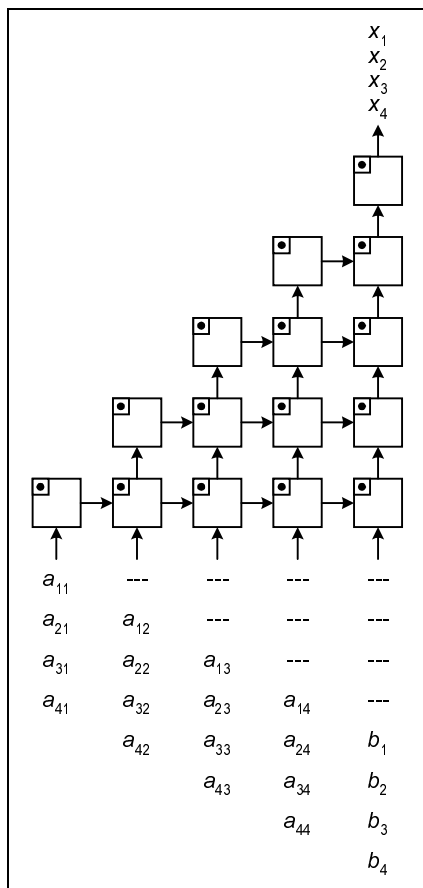 x1
x2
x3
x4
a11 --- --- --- ---
a21 a12 --- --- ---
a31 a22 a13 --- ---
a41 a32 a23 a14 ---
a42 a33 a24 b1
a43 a34 b2
a44 b3
b4